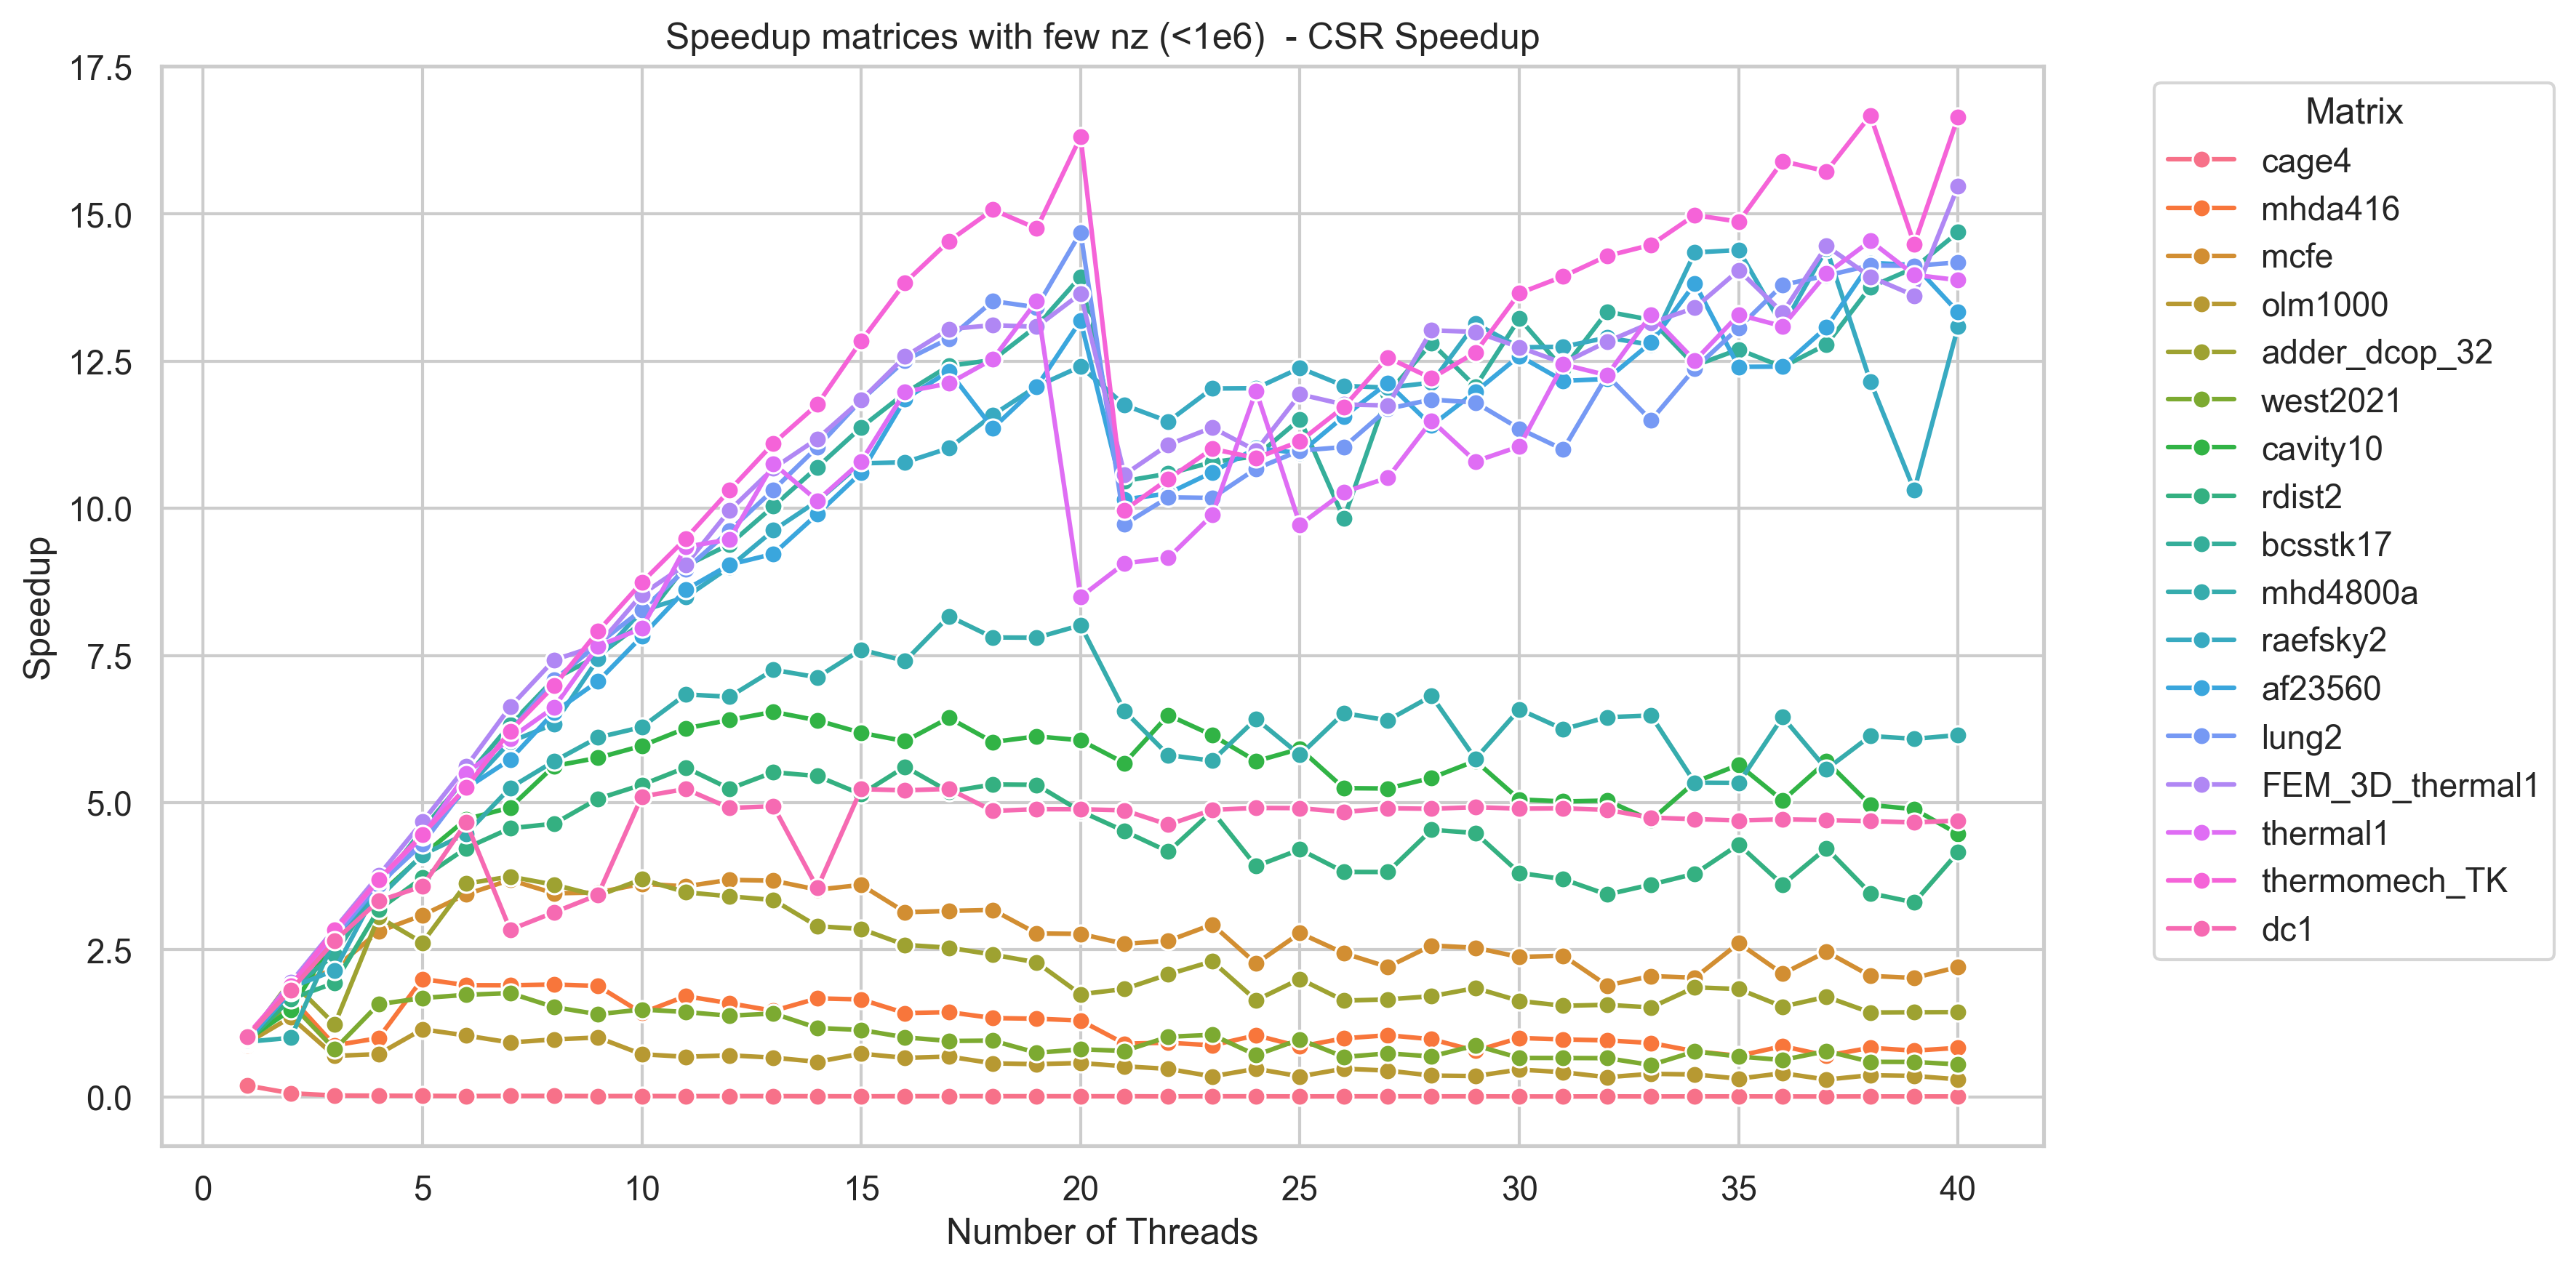 Speedup matrices with few nz (<1e6)  - CSR Speedup
17.5
15.0
12.5
10.0
7.5
5.0
2.5
0.0
Speedup
0 5 10 15 20 25 30 35 40
Number of Threads
Matrix
cage4
mhda416
mcfe
olm1000
adder_dcop_32
west2021
cavity10
rdist2
bcsstk17
mhd4800a
raefsky2
af23560
lung2
FEM_3D_thermal1
thermal1
thermomech_TK
dc1